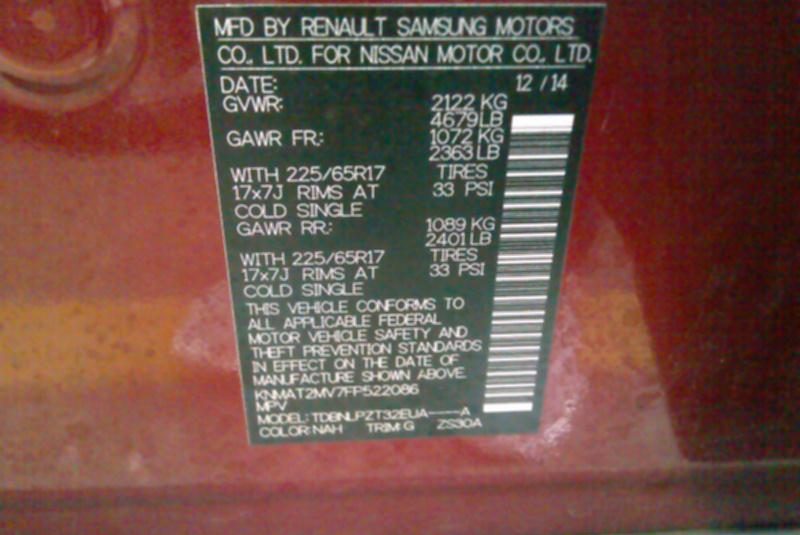 MFD BY RENAULT SAMSUNG MOTORS
CO., LTD. FOR NISSAN MOTOR CO., LTD.
DATE: 12 / 14
GVWR: 2122 KG
4679 LB
GAWR FR.: 1072 KG
2363 LB
WITH 225/65R17 TIRES
17x7J RIMS AT 33 PSI
COLD SINGLE
GAWR RR.: 1089 KG
2401 LB
WITH 225/65R17 TIRES
17x7J RIMS AT 33 PSI
COLD SINGLE
THIS VEHICLE CONFORMS TO
ALL APPLICABLE FEDERAL
MOTOR VEHICLE SAFETY AND
THEFT PREVENTION STANDARDS
IN EFFECT ON THE DATE OF
MANUFACTURE SHOWN ABOVE.
KNMAT2MV7FP522086
MPV
MODEL: TDBNLPZT32EUA-----A
COLOR: NAH TRIM: G ZS30A